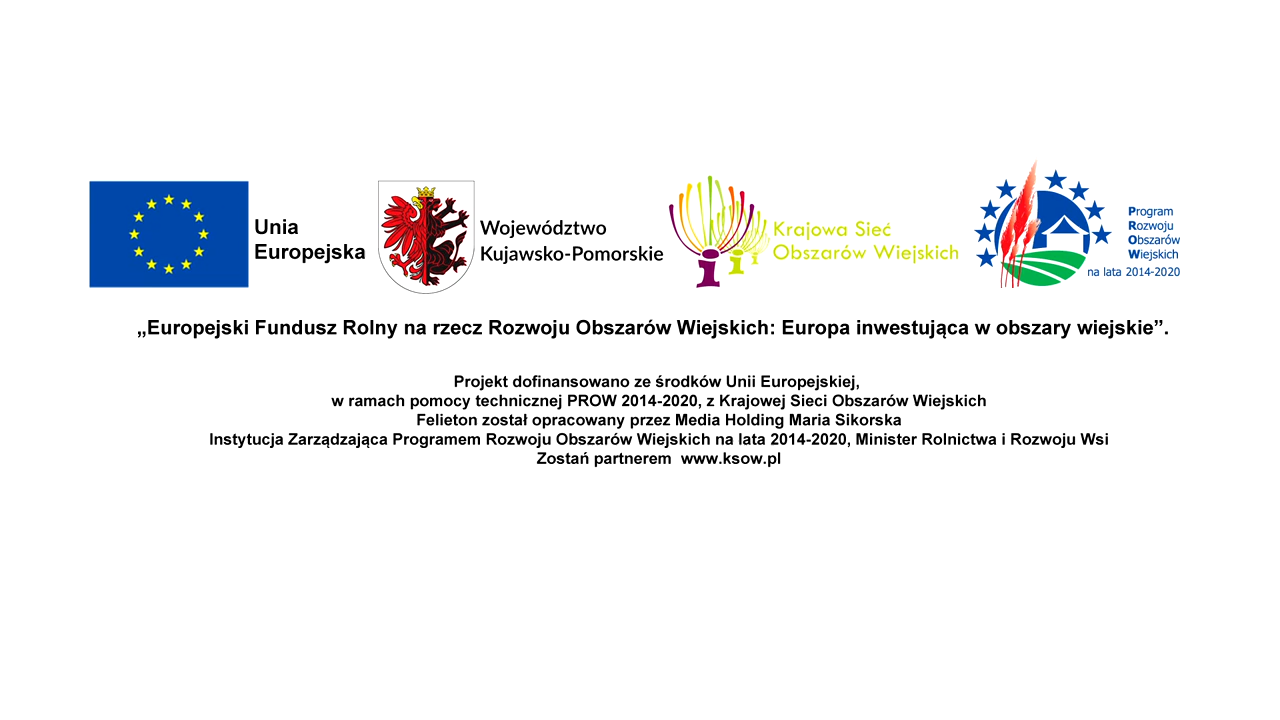 Unia
Europejska
Województwo
Kujawsko-Pomorskie
Krajowa Sieć
Obszarów Wiejskich
Program
Rozwoju
Obszarów
Wiejskich
na lata 2014-2020
„Europejski Fundusz Rolny na rzecz Rozwoju Obszarów Wiejskich: Europa inwestująca w obszary wiejskie”.
Projekt dofinansowano ze środków Unii Europejskiej,
w ramach pomocy technicznej PROW 2014-2020, z Krajowej Sieci Obszarów Wiejskich
Felieton został opracowany przez Media Holding Maria Sikorska
Instytucja Zarządzająca Programem Rozwoju Obszarów Wiejskich na lata 2014-2020, Minister Rolnictwa i Rozwoju Wsi
Zostań partnerem  www.ksow.pl